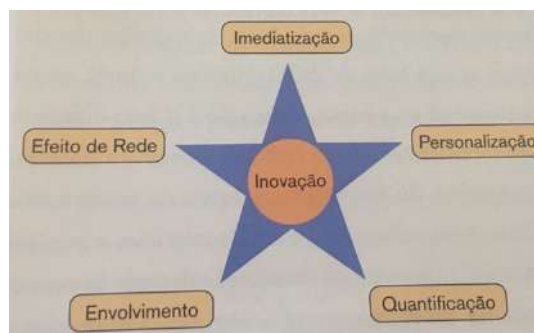 Imediatização
Efeito de Rede
Personalização
Inovação
Envolvimento
Quantificação